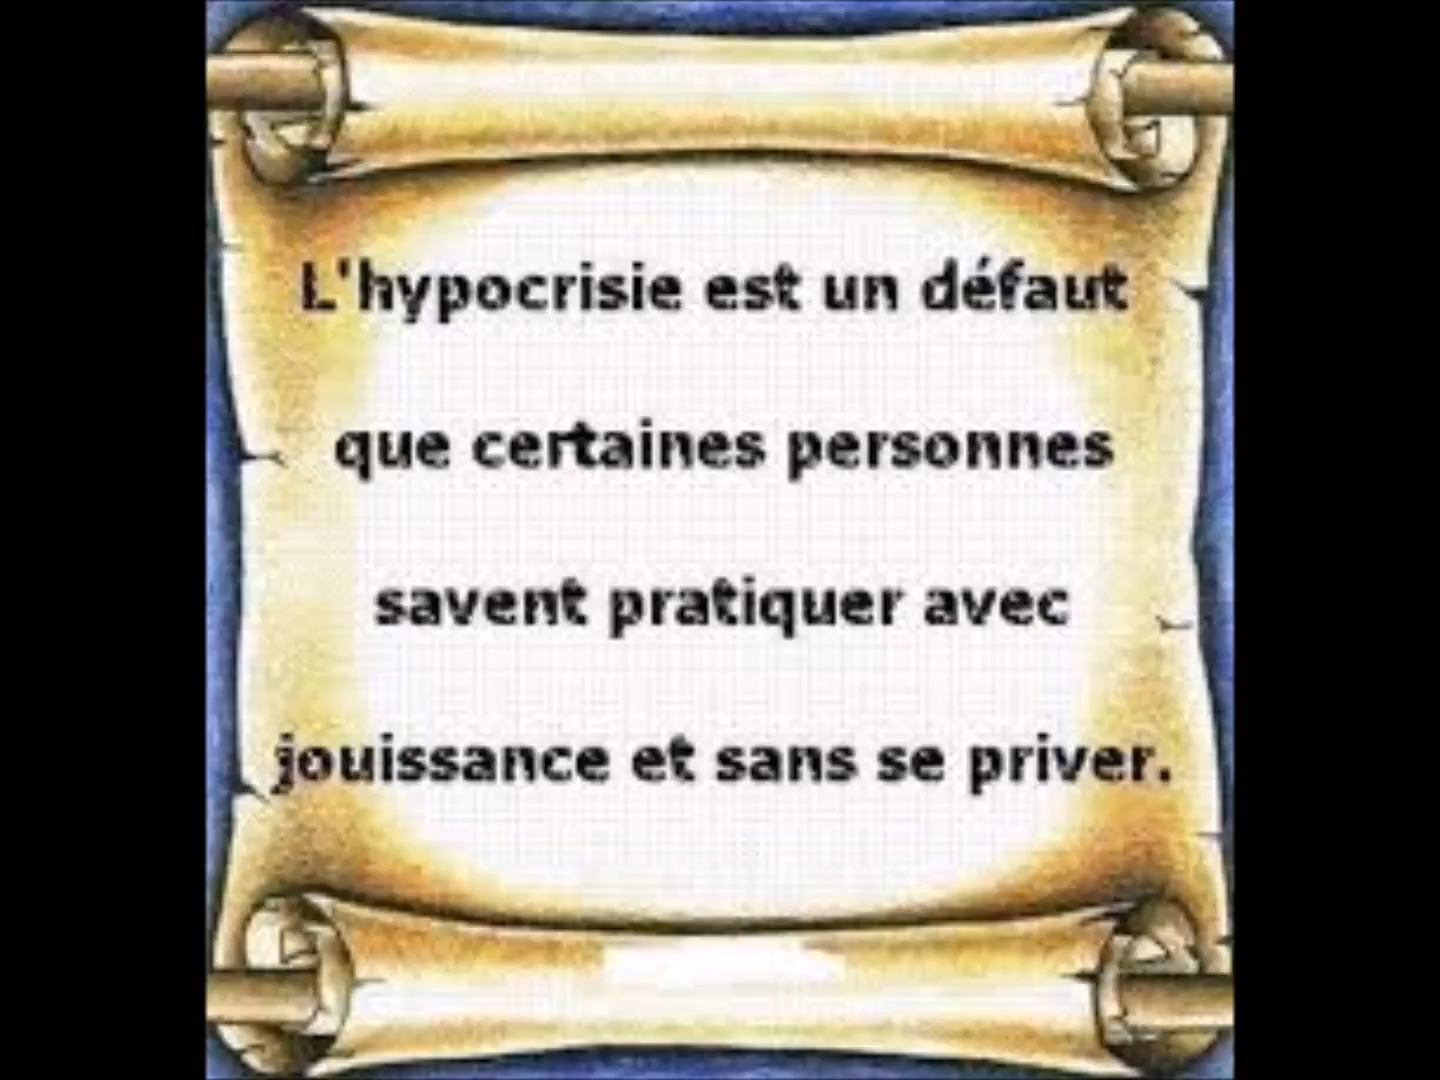 L'hypocrisie est un défaut
que certaines personnes
savent pratiquer avec
jouissance et sans se priver.